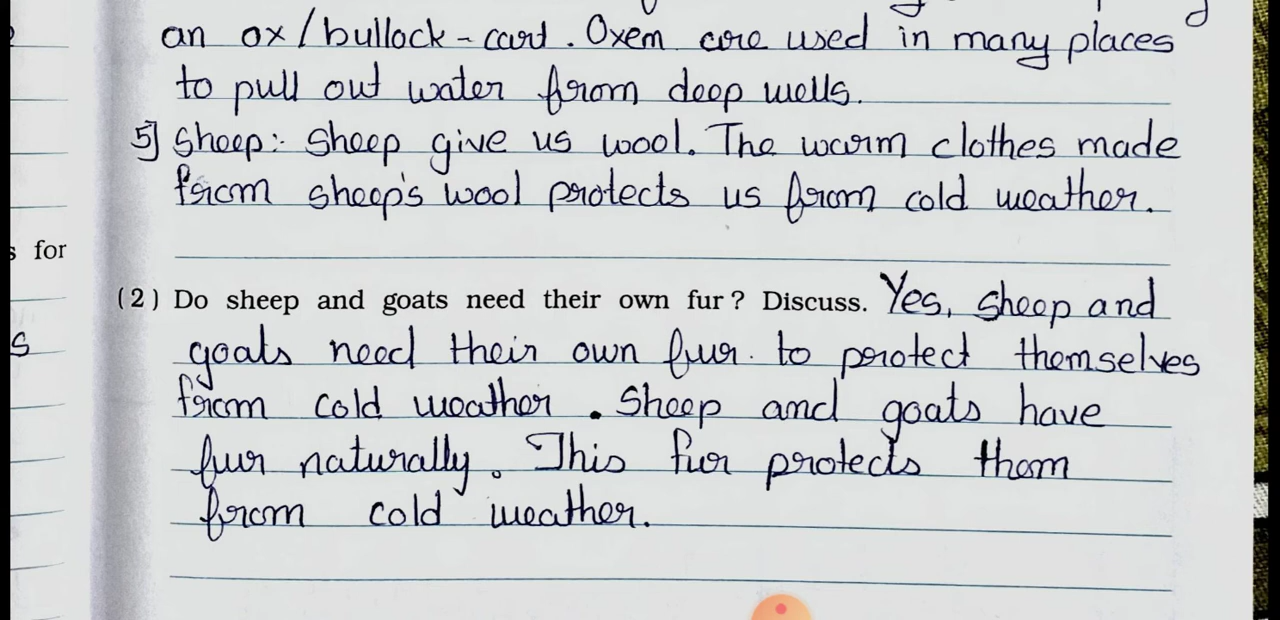 an ox/bullock-cart. Oxen are used in many places
to pull out water from deep wells.
5] Sheep: Sheep give us wool. The warm clothes made
from sheep's wool protects us from cold weather.
s for
(2) Do sheep and goats need their own fur? Discuss. Yes, sheep and
s
goats need their own fur. to protect themselves
from cold weather. Sheep and goats have
fur naturally. This fur protects them
from cold weather.